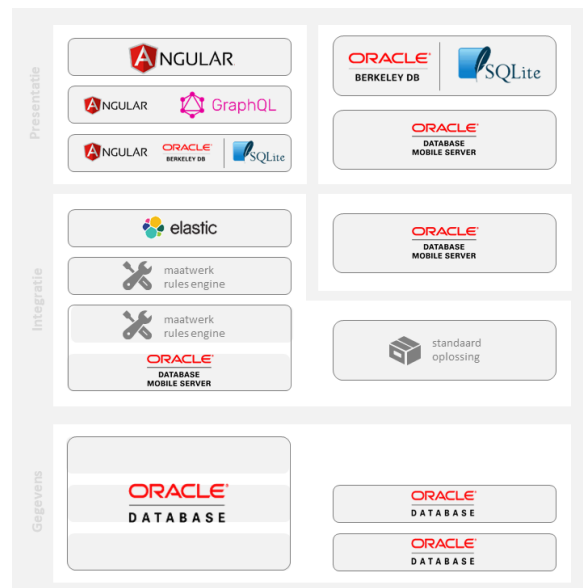 Presentatie
ANGULAR
ANGULAR
GraphQL
ANGULAR
ORACLE
BERKELEY DB
SQLite
ORACLE
BERKELEY DB
SQLite
ORACLE
DATABASE
MOBILE SERVER
Integratie
elastic
maatwerk
rules engine
maatwerk
rules engine
ORACLE
DATABASE
MOBILE SERVER
ORACLE
DATABASE
MOBILE SERVER
standaard
oplossing
Gegevens
ORACLE
DATABASE
ORACLE
DATABASE
ORACLE
DATABASE